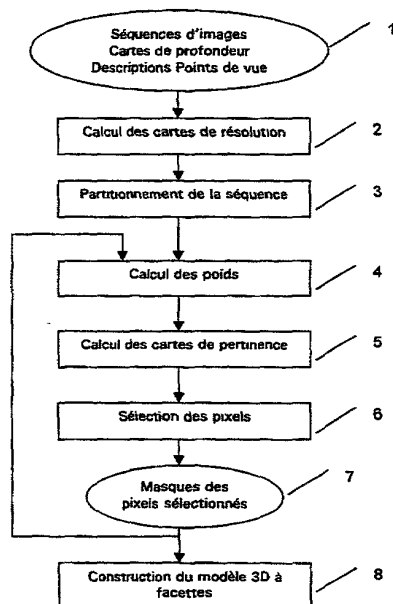 Séquences d'images
Cartes de profondeur
Descriptions Points de vue
1
Calcul des cartes de résolution
2
Partitionnement de la séquence
3
Calcul des poids
4
Calcul des cartes de pertinence
5
Sélection des pixels
6
Masques des
pixels sélectionnés
7
Construction du modèle 3D à
facettes
8